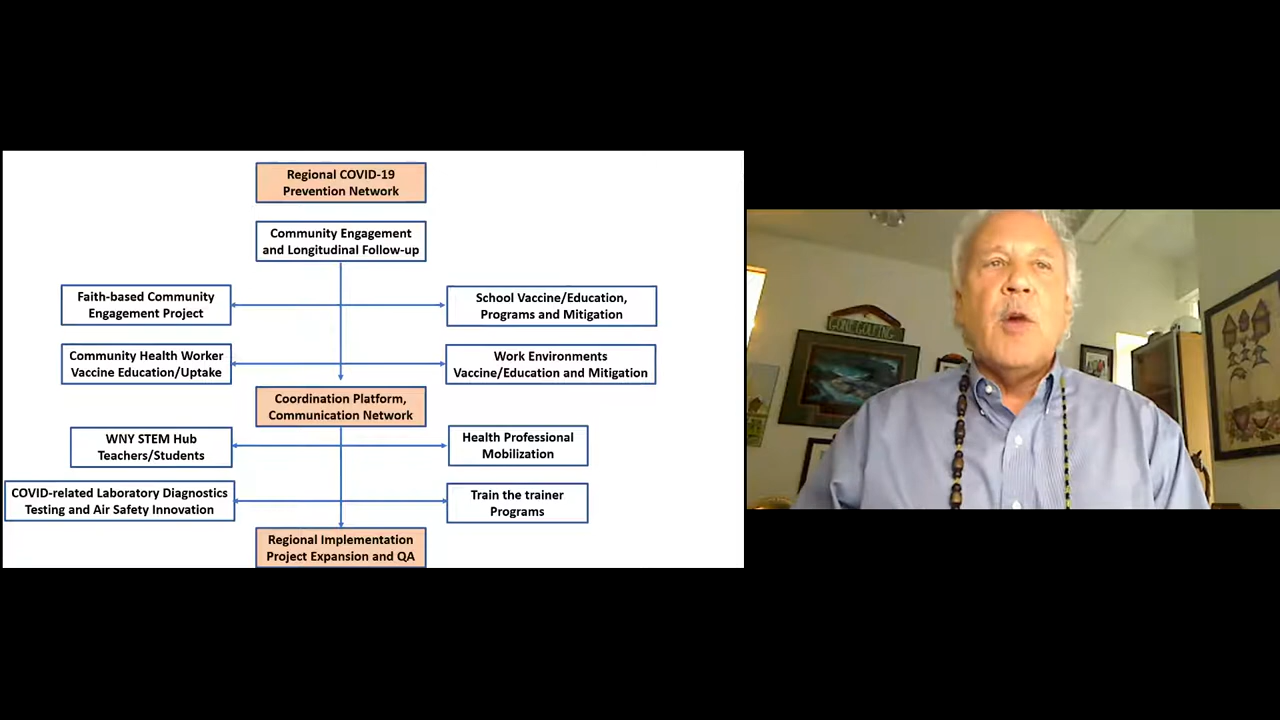 Regional COVID-19
Prevention Network
Community Engagement
and Longitudinal Follow-up
Faith-based Community
Engagement Project
School Vaccine/Education,
Programs and Mitigation
Community Health Worker
Vaccine Education/Uptake
Work Environments
Vaccine/Education and Mitigation
Coordination Platform,
Communication Network
WNY STEM Hub
Teachers/Students
Health Professional
Mobilization
COVID-related Laboratory Diagnostics
Testing and Air Safety Innovation
Train the trainer
Programs
Regional Implementation
Project Expansion and QA
GONE GOLFING